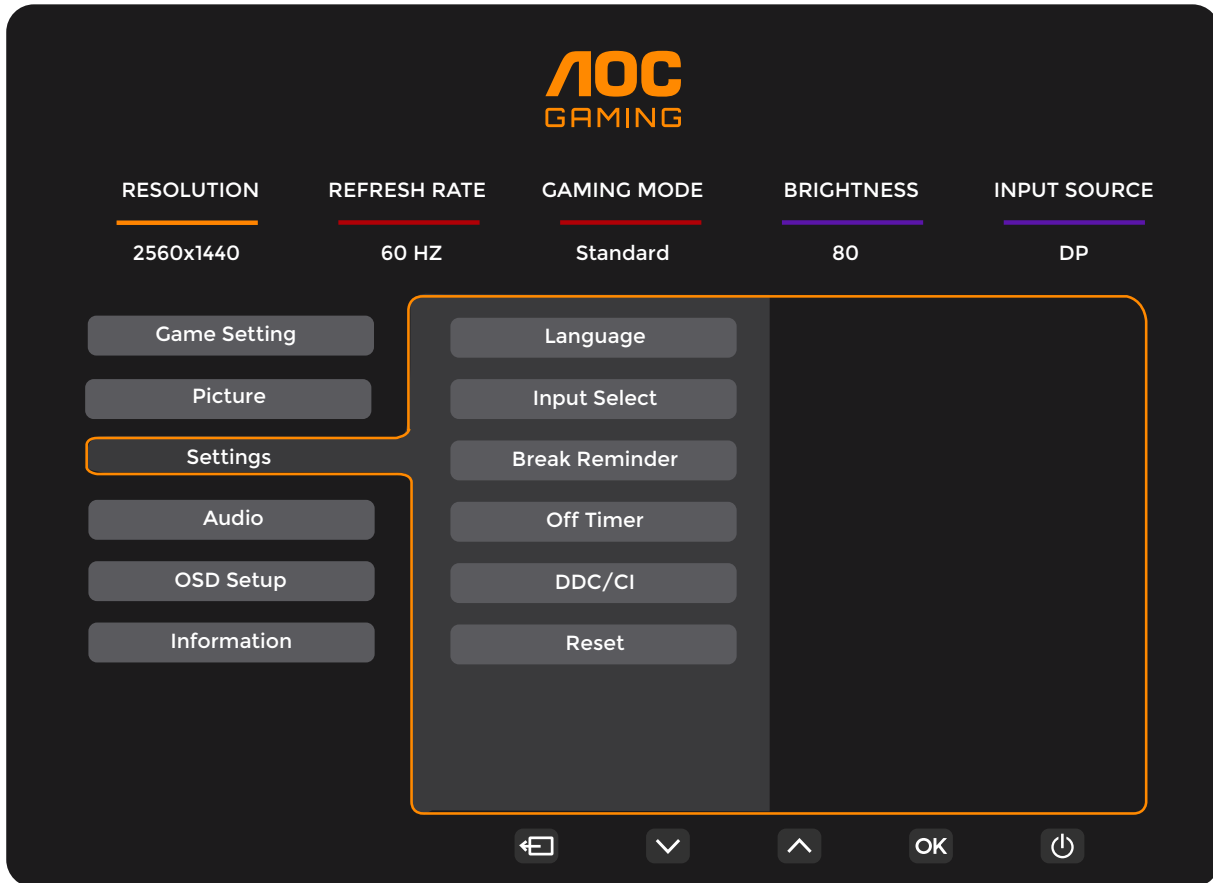 AOC
GAMING
RESOLUTION REFRESH RATE GAMING MODE BRIGHTNESS INPUT SOURCE
2560x1440 60 HZ Standard 80 DP
Game Setting
Picture
Settings
Audio
OSD Setup
Information
Language
Input Select
Break Reminder
Off Timer
DDC/CI
Reset
OK